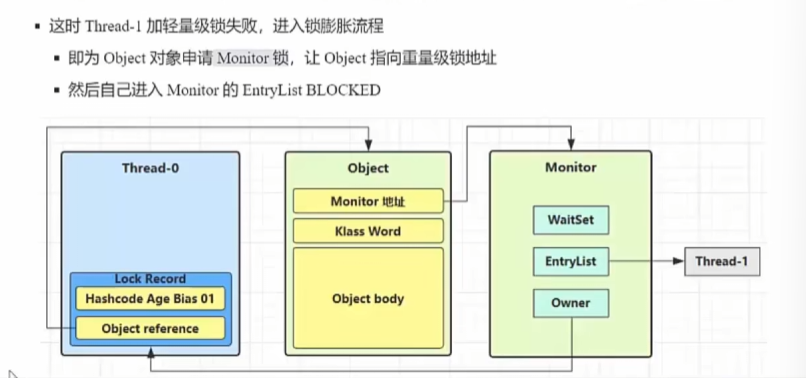 这时 Thread-1 加轻量级锁失败，进入锁膨胀流程
即为 Object 对象申请 Monitor 锁，让 Object 指向重量级锁地址
然后自己进入 Monitor 的 EntryList BLOCKED
Thread-0
Object
Monitor
Monitor 地址
Klass Word
Object body
WaitSet
EntryList
Owner
Thread-1
Lock Record
Hashcode Age Bias 01
Object reference